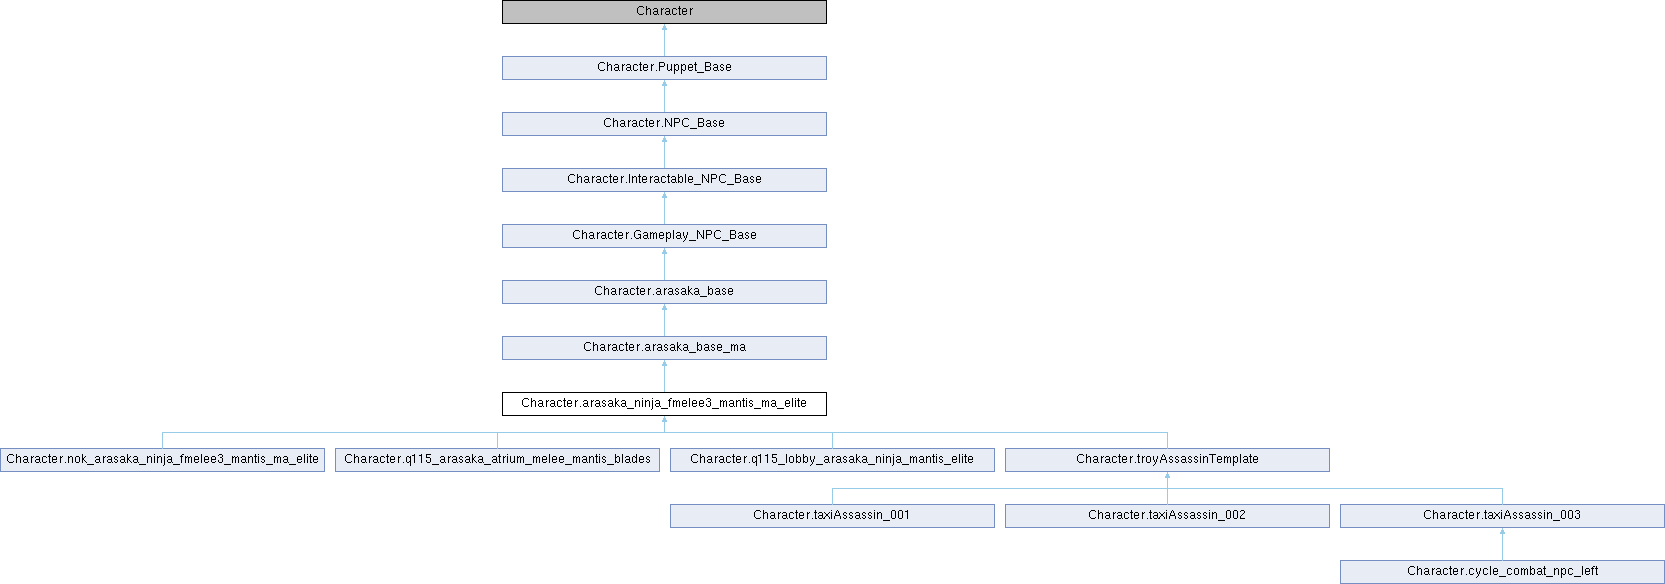 Character
Character.Puppet_Base
Character.NPC_Base
Character.Interactable_NPC_Base
Character.Gameplay_NPC_Base
Character.arasaka_base
Character.arasaka_base_ma
Character.arasaka_ninja_fmelee3_mantis_ma_elite
Character.nok_arasaka_ninja_fmelee3_mantis_ma_elite
Character.q115_arasaka_atrium_melee_mantis_blades
Character.q115_lobby_arasaka_ninja_mantis_elite
Character.troyAssassinTemplate
Character.taxiAssassin_001
Character.taxiAssassin_002
Character.taxiAssassin_003
Character.cycle_combat_npc_left